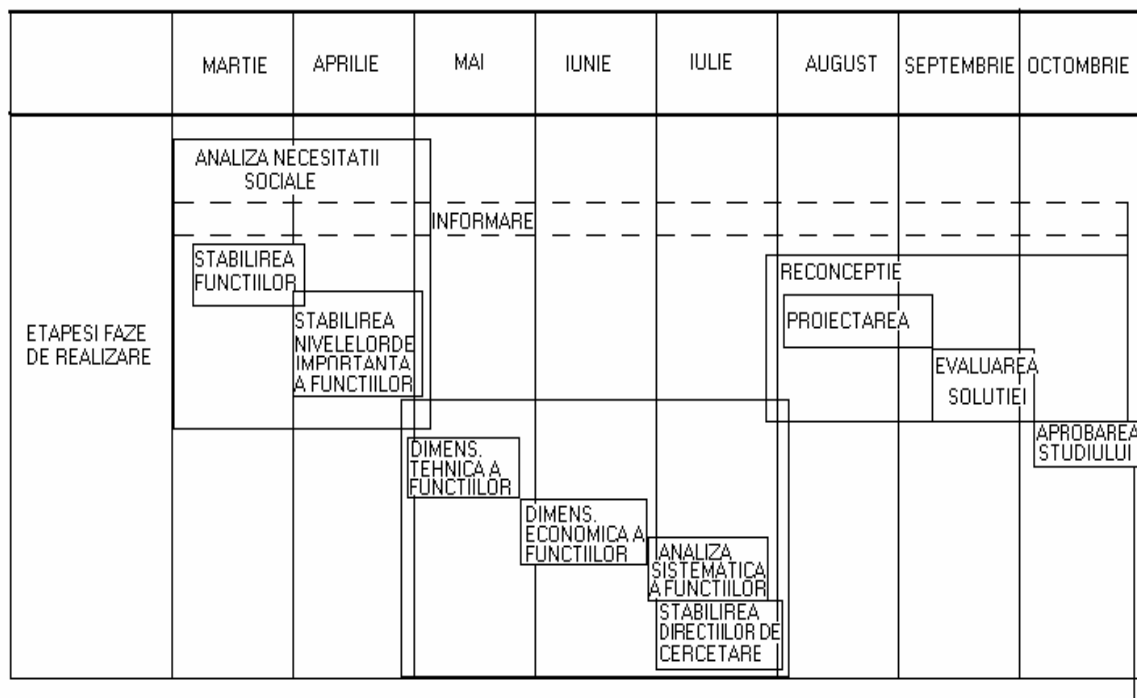 MARTIE APRILIE MAI IUNIE IULIE AUGUST SEPTEMBRIE OCTOMBRIE
ETAPESI FAZE
DE REALIZARE
ANALIZA NECESITATII
SOCIALE
INFORMARE
STABILIREA
FUNCTIILOR
STABILIREA
NIVELELORDE
IMPORTANTA
A FUNCTIILOR
DIMENS.
TEHNICA A
FUNCTIILOR
DIMENS.
ECONOMICA A
FUNCTIILOR
ANALIZA
SISTEMATICA
A FUNCTIILOR
STABILIREA
DIRECTIILOR DE
CERCETARE
RECONCEPTIE
PROIECTAREA
EVALUAREA
SOLUTIEI
APROBAREA
STUDIULUI